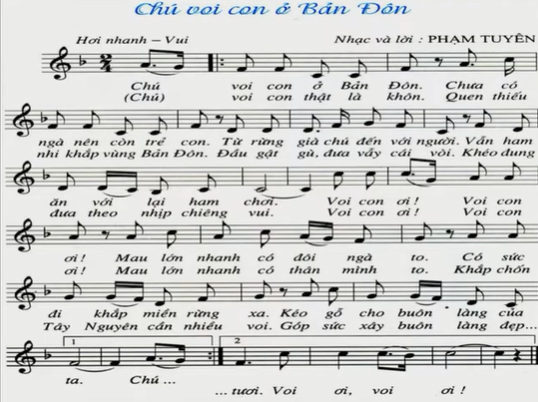 Chú voi con ở Bản Đôn
Hơi nhanh – Vui
Nhạc và lời : PHẠM TUYÊN
Chú voi con ở Bản Đôn. Chưa có
(Chú) voi con thật là khôn. Quen thiếu
ngà nên còn trẻ con. Từ rừng già chú đến với người. Vẫn ham
nhi khắp vùng Bản Đôn. Đầu gật gù, đưa vẫy cái vòi. Khéo đung
ăn với lại ham chơi. Voi con ơi ! Voi con
đưa theo nhịp chiêng vui. Voi con ơi ! Voi con
ơi ! Mau lớn nhanh có đôi ngà to. Có sức
ơi ! Mau lớn nhanh có thân mình to. Khắp chốn
đi khắp miền rừng xa. Kéo gỗ cho buôn làng của
Tây Nguyên cần nhiều voi. Góp sức xây buôn làng đẹp...
1 2
ta. Chú ...
... tươi. Voi ơi, voi ơi !